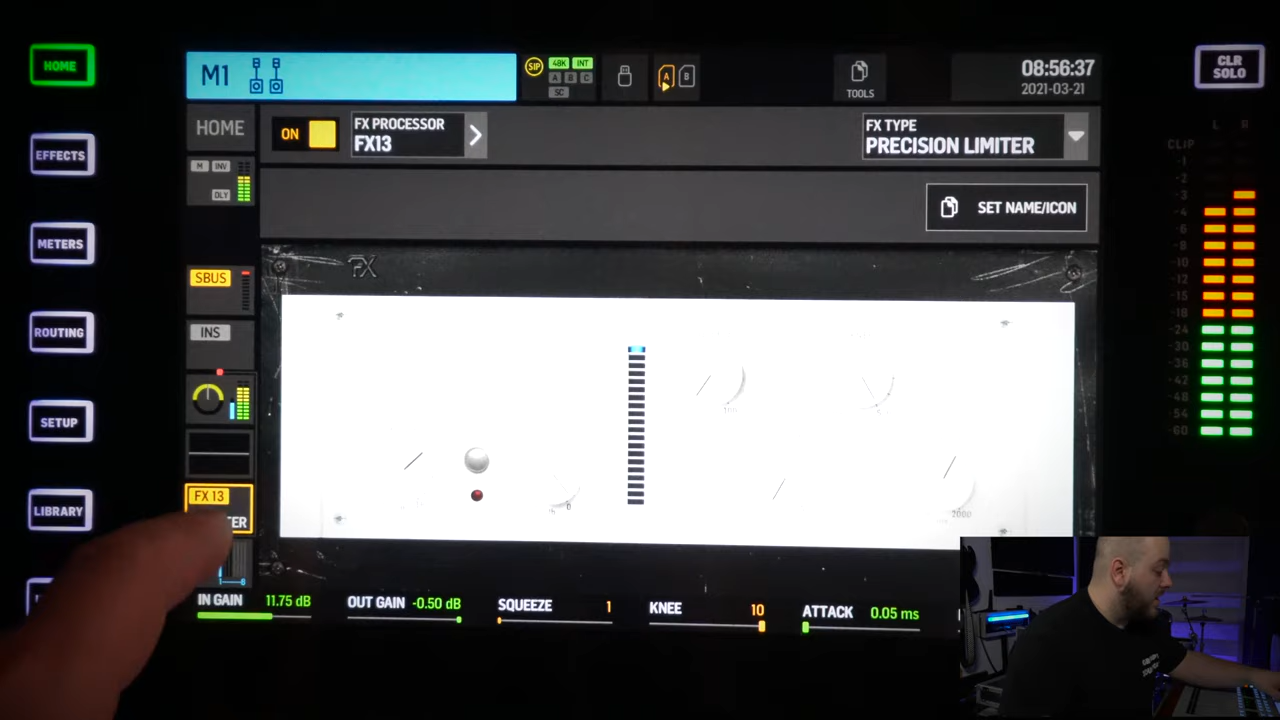 HOME
EFFECTS
METERS
ROUTING
SETUP
LIBRARY
M1
SIP
48K INT
A B C
SC
A B
TOOLS
08:56:37
2021-03-21
CLR
SOLO
HOME
ON
FX PROCESSOR
FX13
FX TYPE
PRECISION LIMITER
M INV
DLY
SET NAME/ICON
FX
SBUS
INS
FX 13
TER
2000
IN GAIN 11.75 dB
OUT GAIN -0.50 dB
SQUEEZE 1
KNEE 10
ATTACK 0.05 ms
L R
CLIP
-1
-2
-3
-4
-6
-8
-10
-12
-15
-18
-24
-30
-36
-42
-48
-54
-60